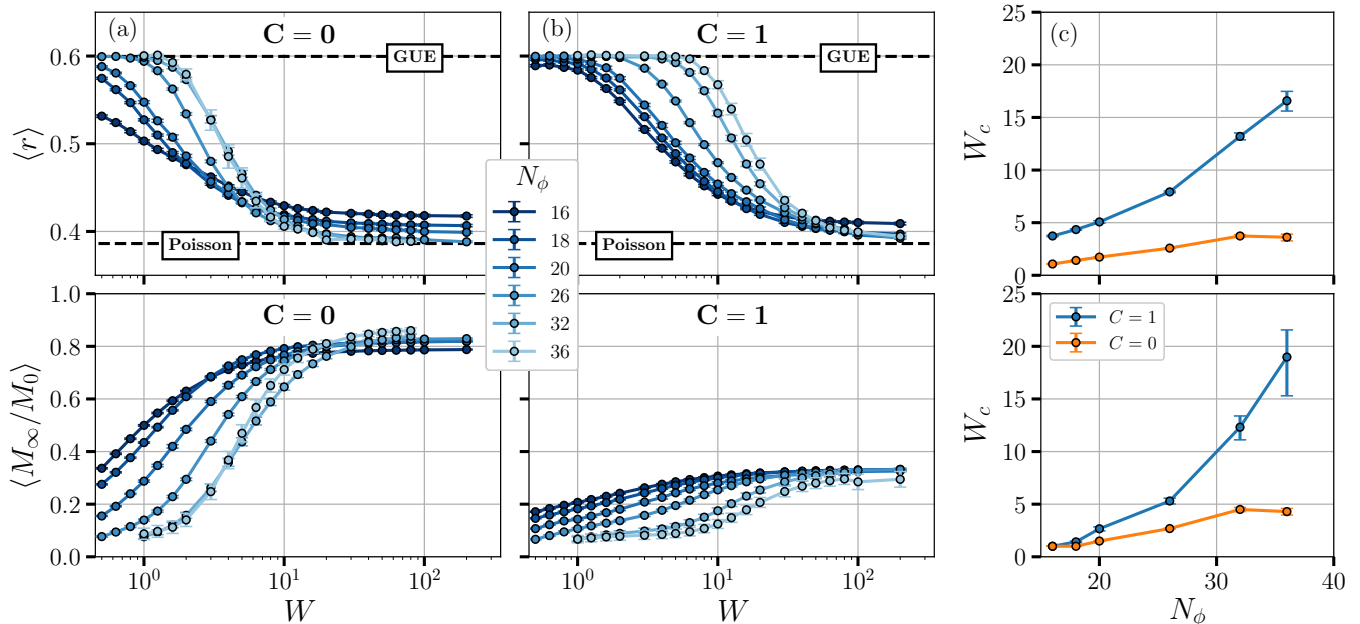 (a)
C = 0
GUE
Poisson
⟨r⟩
0.6
0.5
0.4
(b)
C = 1
GUE
Poisson
(c)
W_c
25
20
15
10
5
0
N_ϕ
16
18
20
26
32
36
C = 0
⟨M_∞/M_0⟩
1.0
0.8
0.6
0.4
0.2
0.0
10^0
10^1
10^2
W
C = 1
10^0
10^1
10^2
W
W_c
25
20
15
10
5
0
C = 1
C = 0
20
30
40
N_ϕ